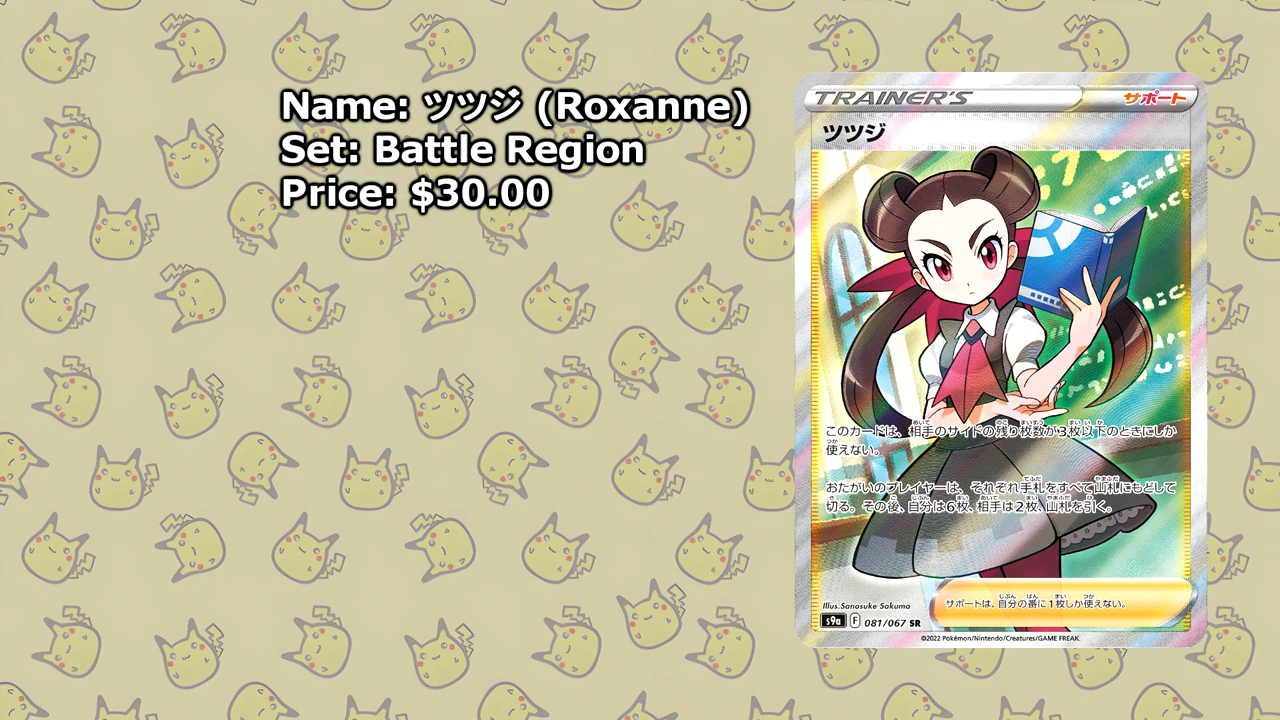 Name: ツツジ (Roxanne)
Set: Battle Region
Price: $30.00
TRAINER'S
サポート
ツツジ
このカードは、相手のサイドの残り枚数が3枚以下のときにしか
使えない。
おたがいのプレイヤーは、それぞれ手札をすべて山札にもどして
切る。その後、自分は6枚、相手は2枚、山札を引く。
Illus.Sanosuke Sakuma
サポートは、自分の番に1枚しか使えない。
s9a F 081/067 SR
©2022 Pokémon/Nintendo/Creatures/GAME FREAK.